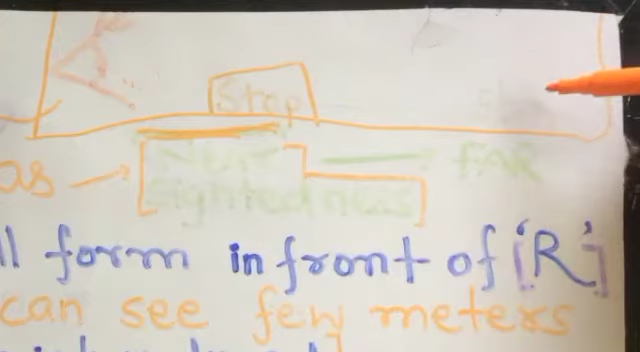 Stop
as → Near — FAR
Sightedness
ll form in front of 'R'
can see few meters